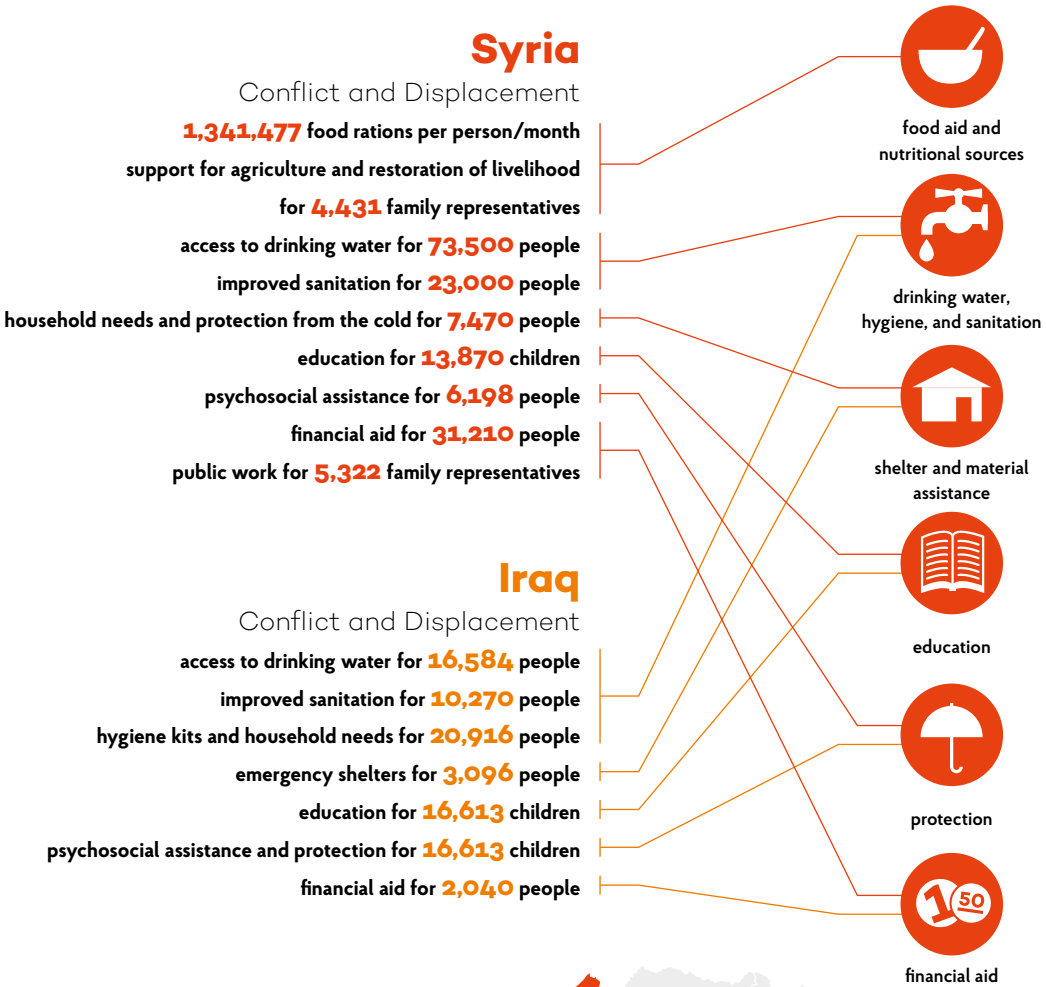 Syria
Conflict and Displacement
1,341,477 food rations per person/month
support for agriculture and restoration of livelihood
for 4,431 family representatives
access to drinking water for 73,500 people
improved sanitation for 23,000 people
household needs and protection from the cold for 7,470 people
education for 13,870 children
psychosocial assistance for 6,198 people
financial aid for 31,210 people
public work for 5,322 family representatives
Iraq
Conflict and Displacement
access to drinking water for 16,584 people
improved sanitation for 10,270 people
hygiene kits and household needs for 20,916 people
emergency shelters for 3,096 people
education for 16,613 children
psychosocial assistance and protection for 16,613 children
financial aid for 2,040 people
food aid and
nutritional sources
drinking water,
hygiene, and sanitation
shelter and material
assistance
education
protection
1 50
financial aid